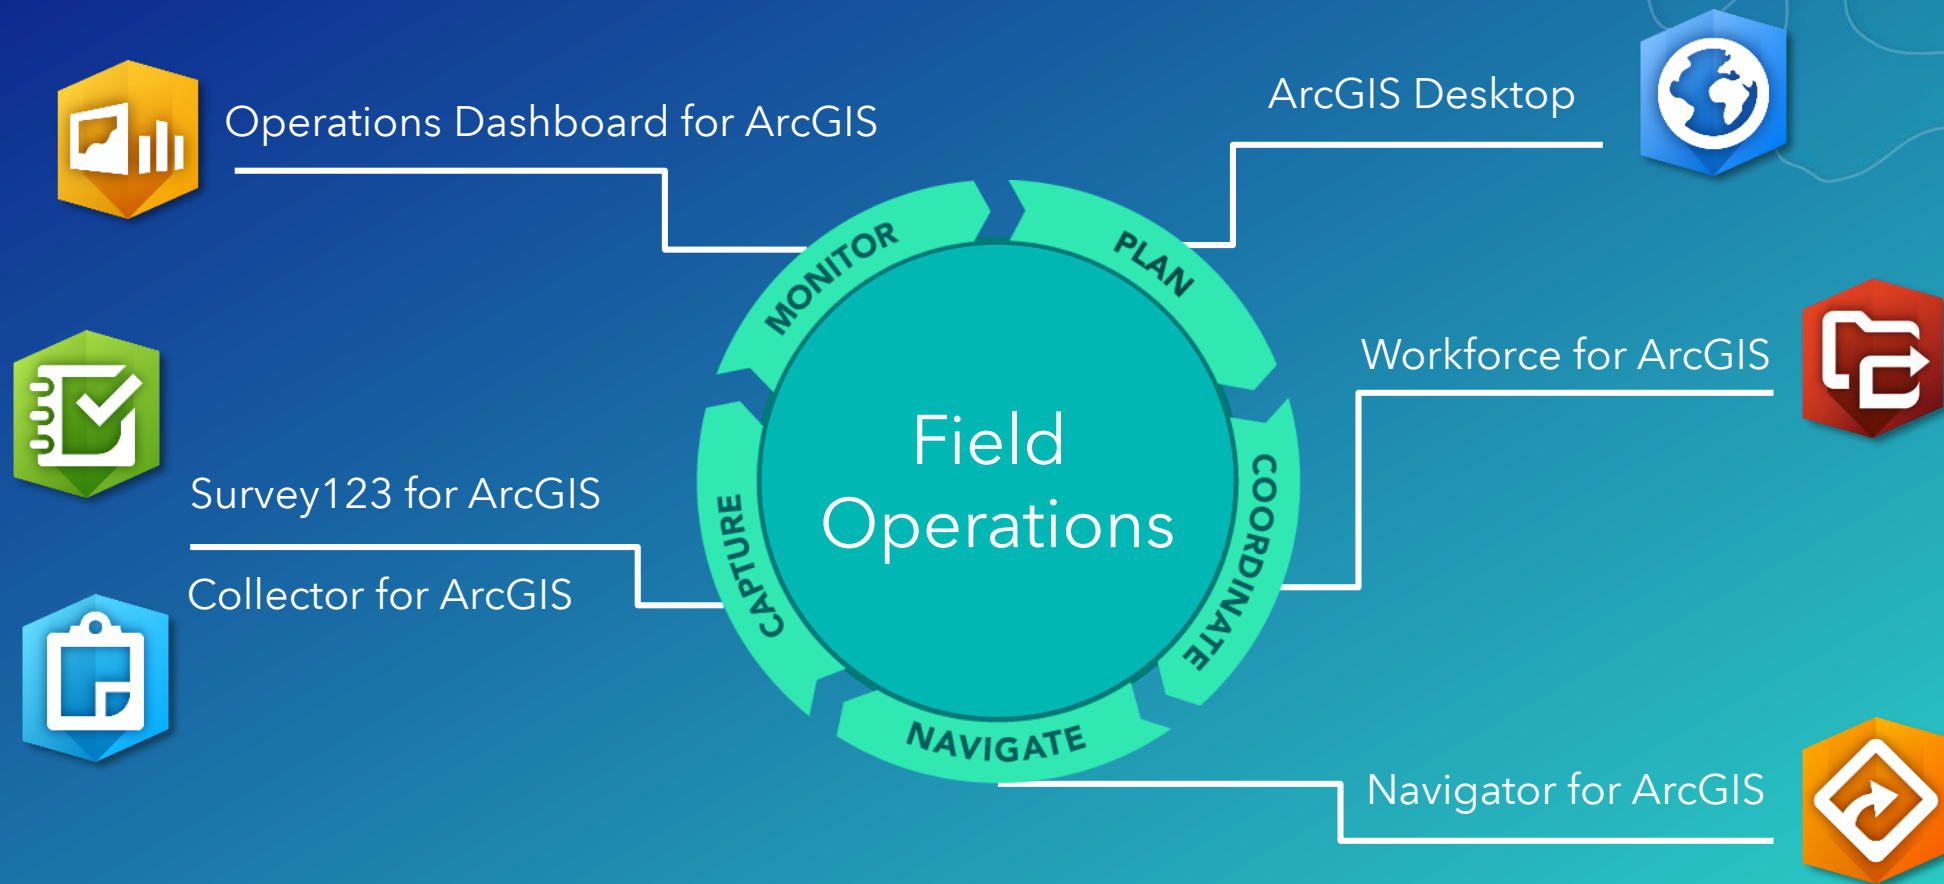 Operations Dashboard for ArcGIS
ArcGIS Desktop
MONITOR
PLAN
Workforce for ArcGIS
Field
Operations
COORDINATE
CAPTURE
Survey123 for ArcGIS
Collector for ArcGIS
NAVIGATE
Navigator for ArcGIS